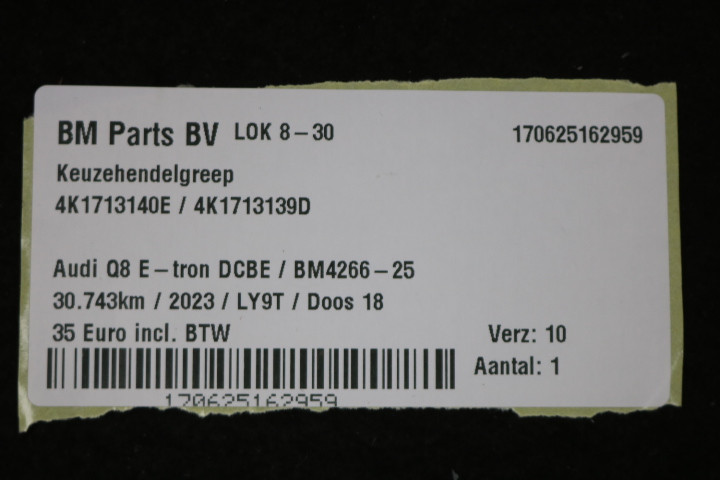 BM Parts BV LOK 8-30 170625162959
Keuzehendelgreep
4K1713140E / 4K1713139D
Audi Q8 E-tron DCBE / BM4266-25
30.743km / 2023 / LY9T / Doos 18
35 Euro incl. BTW Verz: 10
Aantal: 1
170625162959